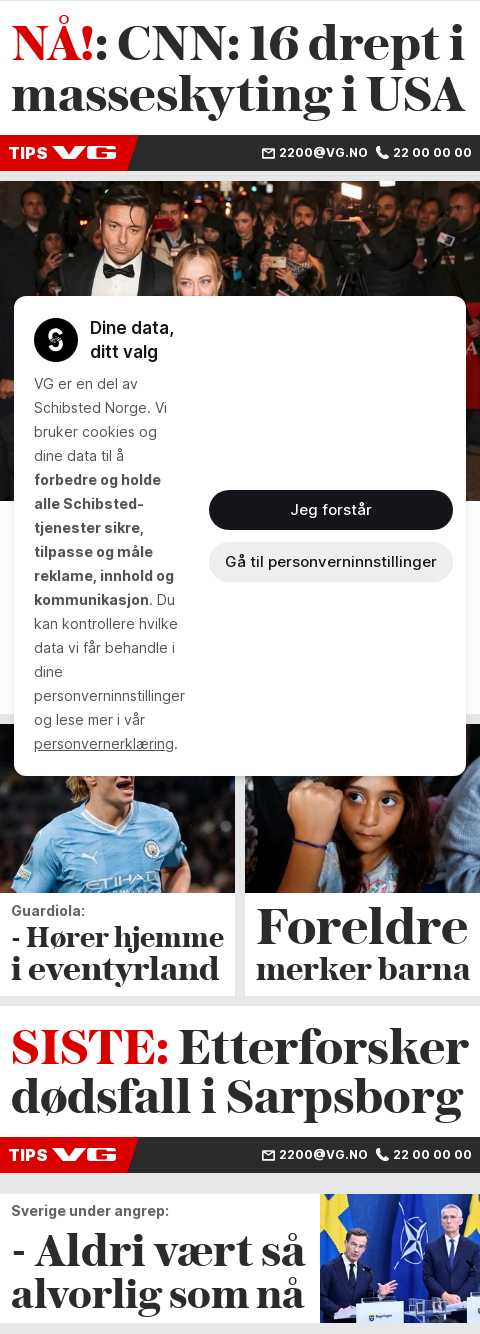 NÅ!: CNN: 16 drept i
masseskyting i USA
TIPS VG
2200@VG.NO 22 00 00 00
Dine data,
ditt valg
VG er en del av
Schibsted Norge. Vi
bruker cookies og
dine data til å
forbedre og holde
alle Schibsted-
tjenester sikre,
tilpasse og måle
reklame, innhold og
kommunikasjon. Du
kan kontrollere hvilke
data vi får behandle i
dine
personverninnstillinger
og lese mer i vår
personvernerklæring.
Jeg forstår
Gå til personverninnstillinger
ETIHAD
Guardiola:
- Hører hjemme
i eventyrland
Foreldre
merker barna
SISTE: Etterforsker
dødsfall i Sarpsborg
TIPS VG
2200@VG.NO 22 00 00 00
Sverige under angrep:
- Aldri vært så
alvorlig som nå